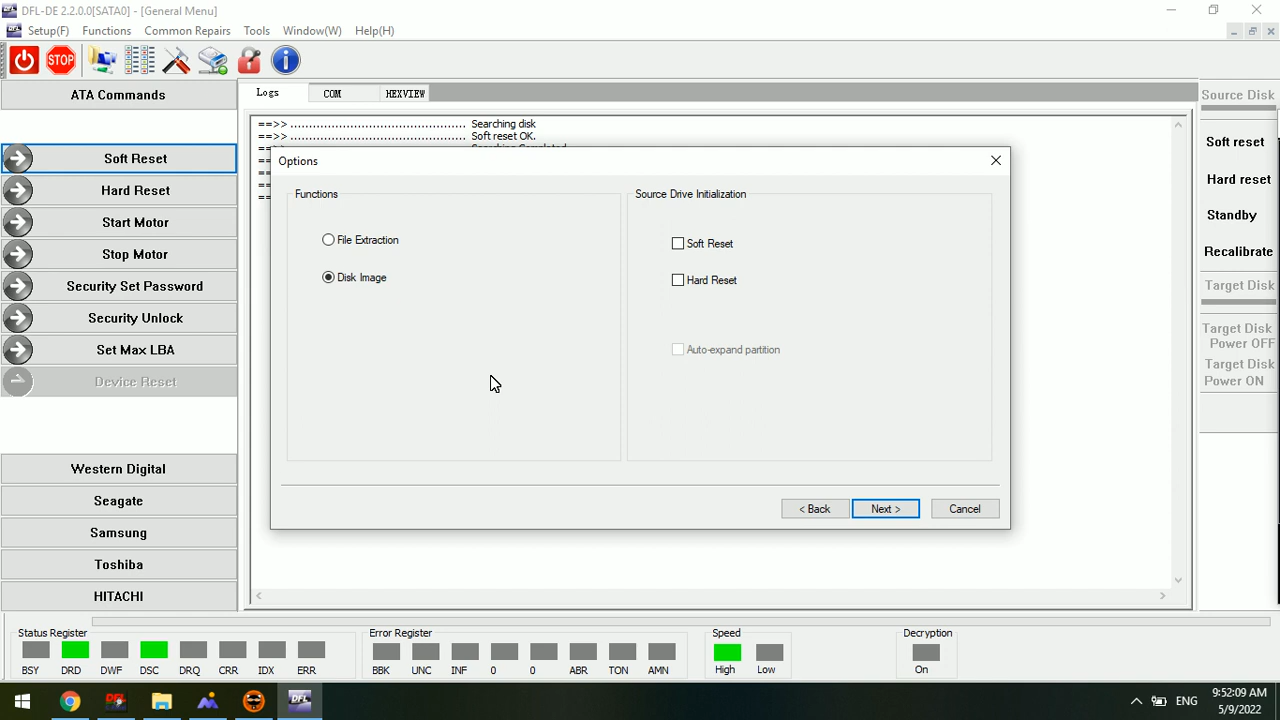 DFL-DE 2.2.0.0[SATA0] - [General Menu]
Setup(F) Functions Common Repairs Tools Window(W) Help(H)
STOP
ATA Commands
Soft Reset
Hard Reset
Start Motor
Stop Motor
Security Set Password
Security Unlock
Set Max LBA
Device Reset
Western Digital
Seagate
Samsung
Toshiba
HITACHI
Logs COM HEXVIEW
==>> ............................................... Searching disk
==>> ............................................... Soft reset OK.
Options
Functions
File Extraction
Disk Image
Source Drive Initialization
Soft Reset
Hard Reset
Auto-expand partition
< Back Next > Cancel
Source Disk
Soft reset
Hard reset
Standby
Recalibrate
Target Disk
Target Disk
Power OFF
Target Disk
Power ON
Status Register
BSY DRD DWF DSC DRQ CRR IDX ERR
Error Register
BBK UNC INF 0 0 ABR TON AMN
Speed
High Low
Decryption
On
DFL
ENG
9:52:09 AM
5/9/2022